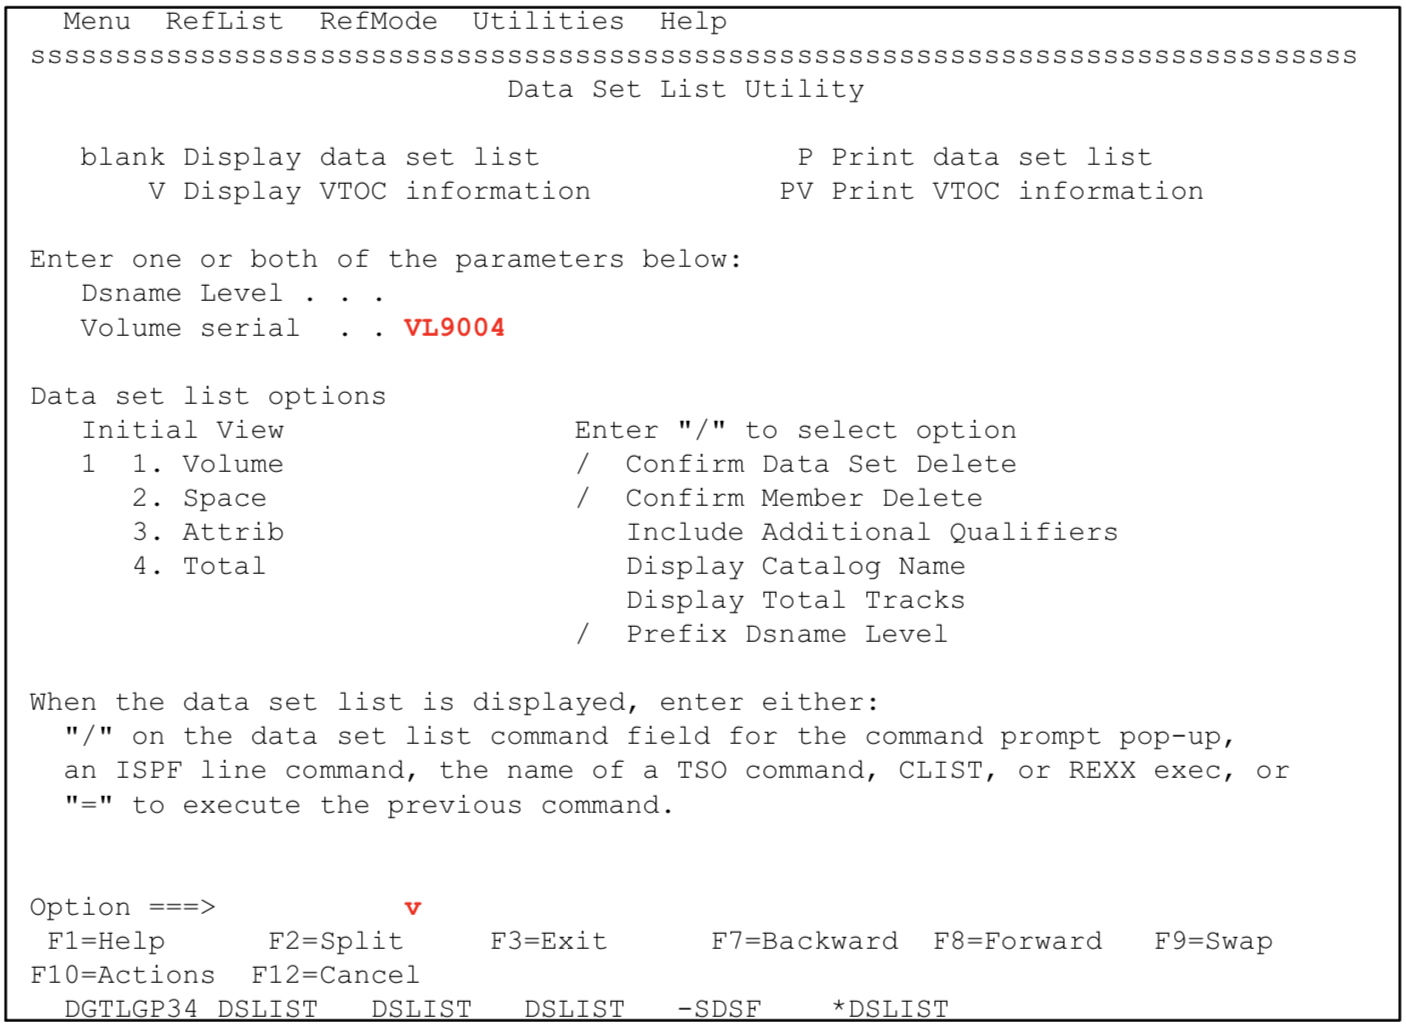 Menu RefList RefMode Utilities Help
ssssssssssssssssssssssssssssssssssssssssssssssssssssssssssssssssssssssssssssss
Data Set List Utility
blank Display data set list P Print data set list
V Display VTOC information PV Print VTOC information
Enter one or both of the parameters below:
Dsname Level . . .
Volume serial . . VL9004
Data set list options
Initial View Enter "/" to select option
1 1. Volume / Confirm Data Set Delete
2. Space / Confirm Member Delete
3. Attrib Include Additional Qualifiers
4. Total Display Catalog Name
Display Total Tracks
/ Prefix Dsname Level
When the data set list is displayed, enter either:
"/" on the data set list command field for the command prompt pop-up,
an ISPF line command, the name of a TSO command, CLIST, or REXX exec, or
"=" to execute the previous command.
Option ===> v
F1=Help F2=Split F3=Exit F7=Backward F8=Forward F9=Swap
F10=Actions F12=Cancel
DGTLGP34 DSLIST DSLIST DSLIST -SDSF *DSLIST